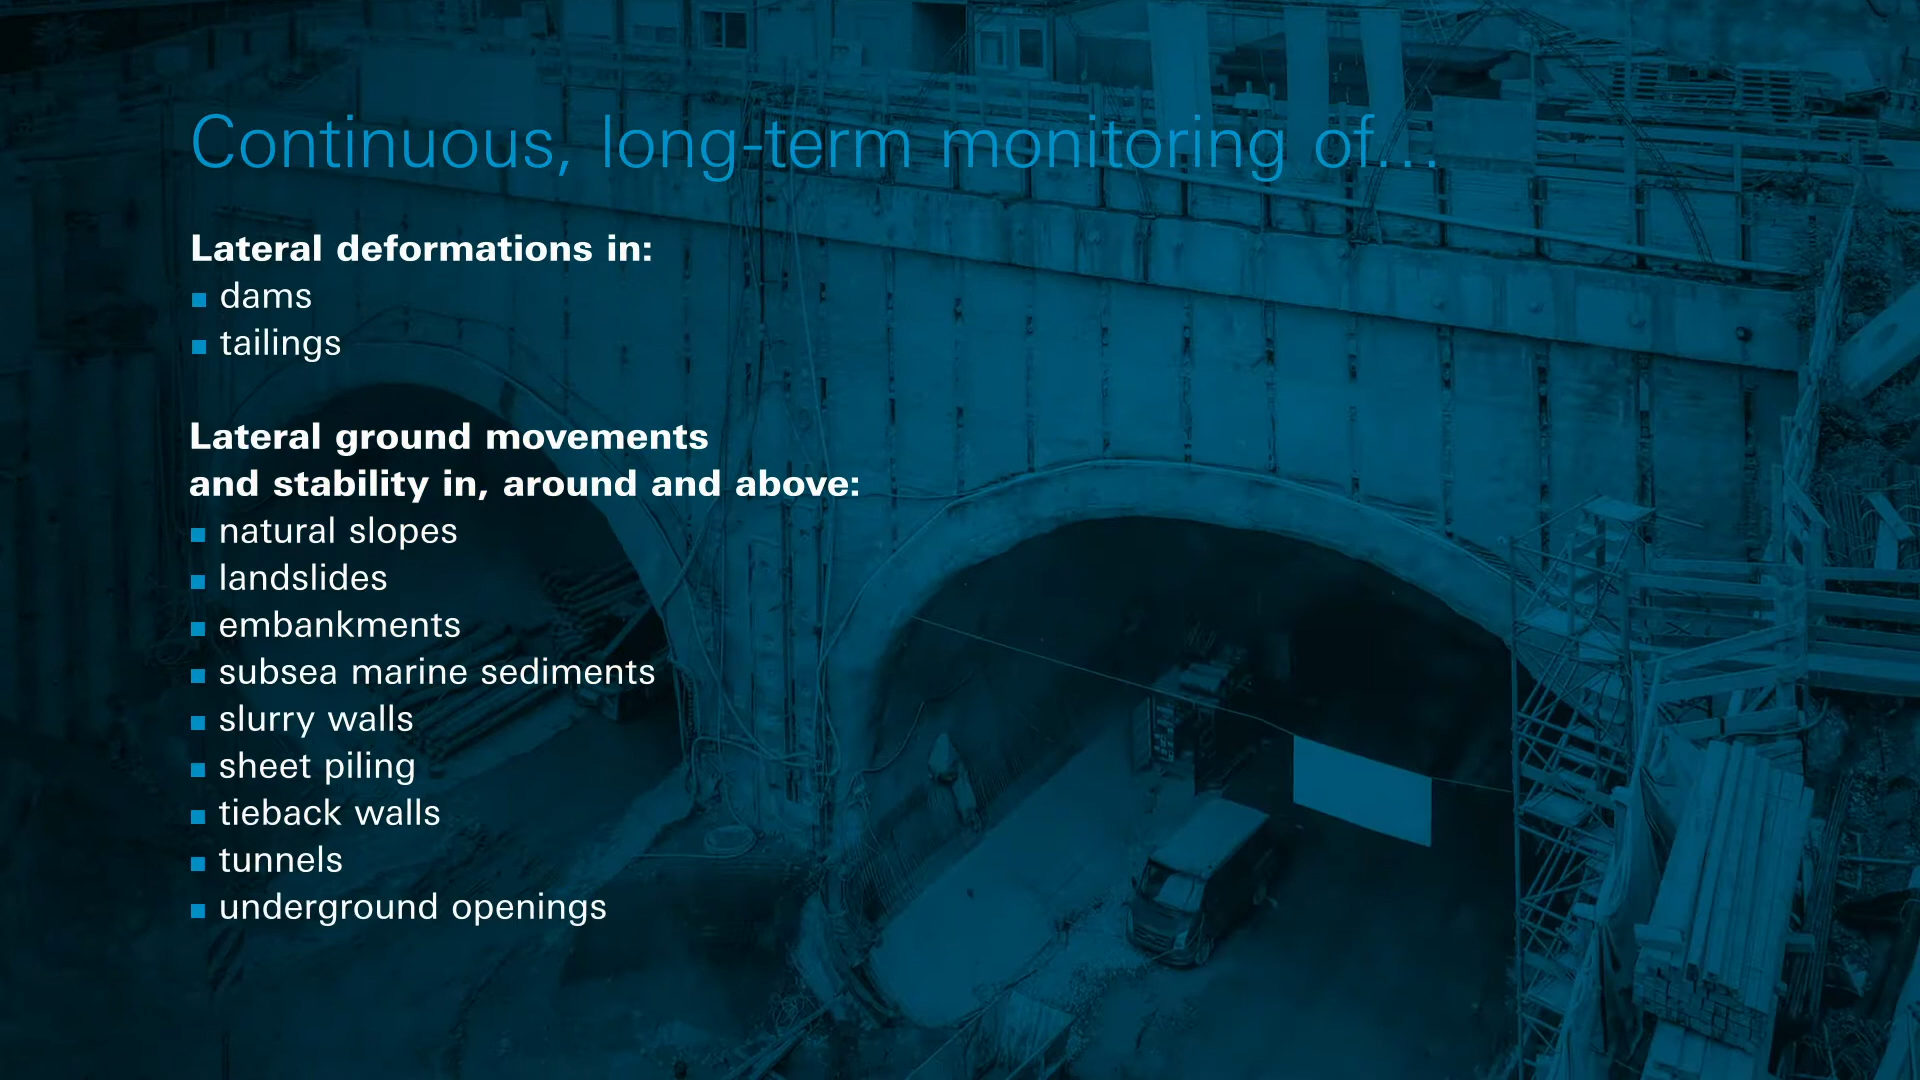 Continuous, long-term monitoring of...
Lateral deformations in:
■ dams
■ tailings
Lateral ground movements
and stability in, around and above:
■ natural slopes
■ landslides
■ embankments
■ subsea marine sediments
■ slurry walls
■ sheet piling
■ tieback walls
■ tunnels
■ underground openings